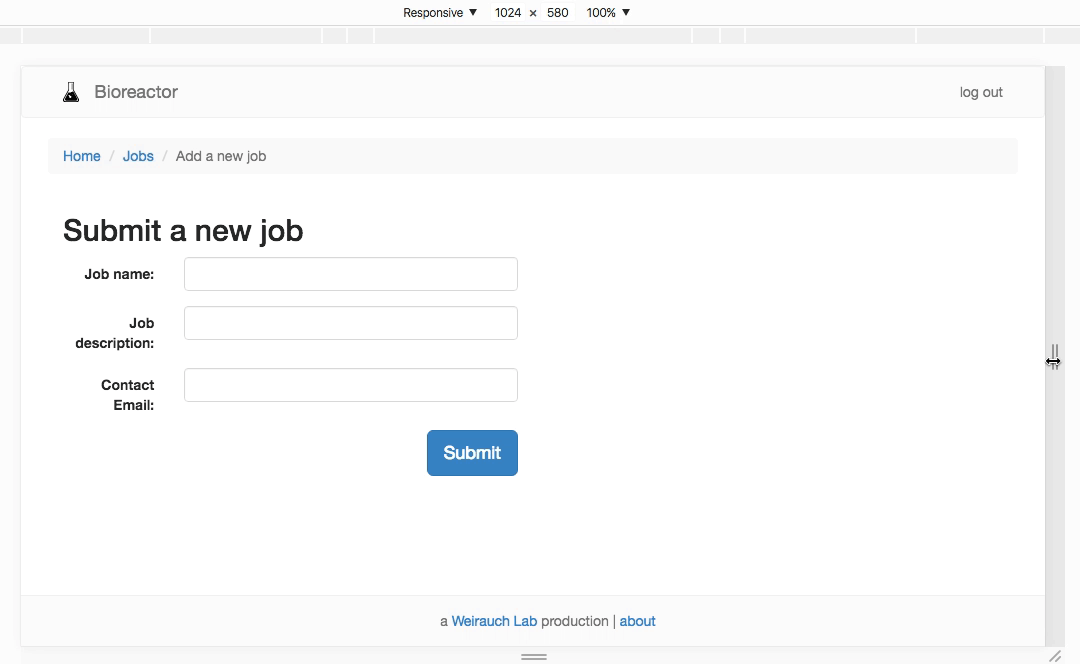 Responsive ▼ 1024 × 580 100% ▼
Bioreactor log out
Home / Jobs / Add a new job
Submit a new job
Job name:
Job
description:
Contact
Email:
Submit
a Weirauch Lab production | about